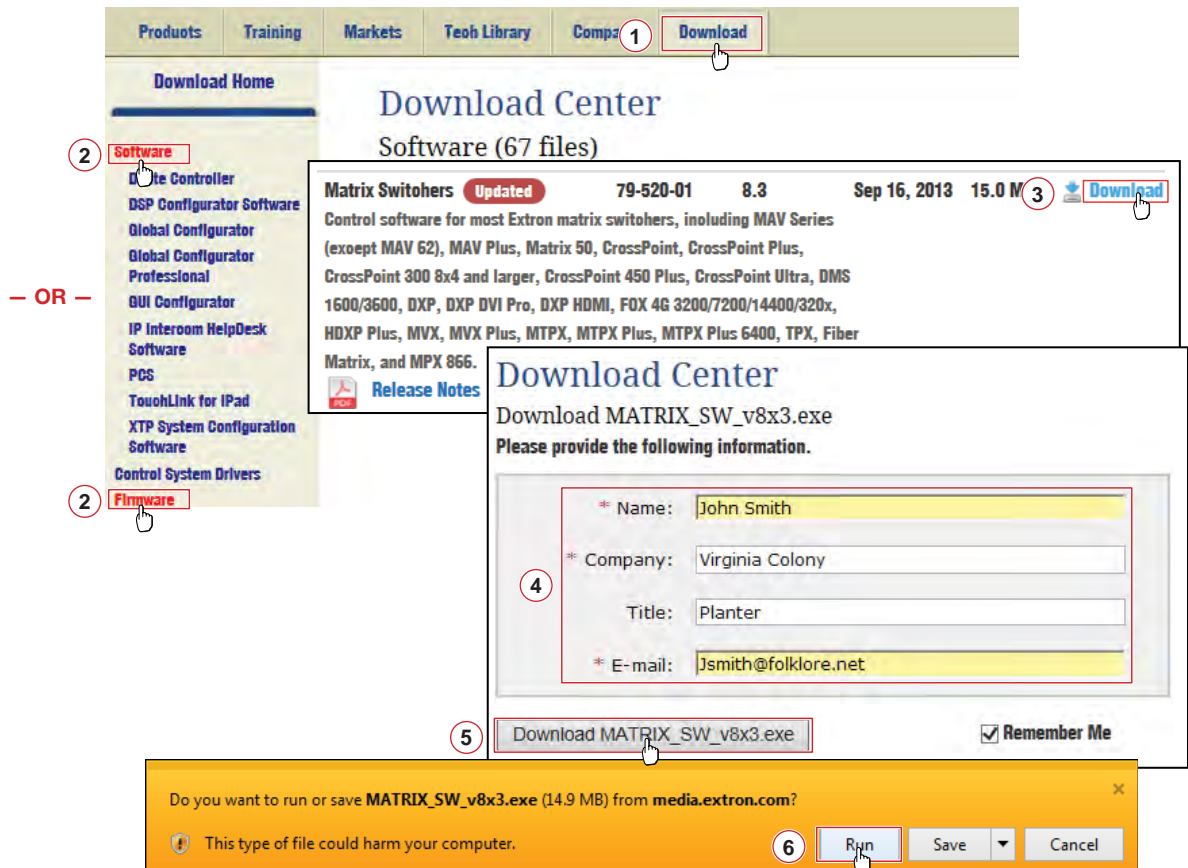 Products Training Markets Tech Library 1 Download
Download Home
Download Center
Software (67 files)
2 Software
Controller
DSP Configurator Software
Global Configurator
Global Configurator
Professional
— OR —
GUI Configurator
IP Intercom HelpDesk
Software
PCS
TouchLink for iPad
XTP System Configuration
Software
Control System Drivers
2 Firmware
Matrix Switchers Updated 79-520-01 8.3 Sep 16, 2013 15.0 M 3 Download
Control software for most Extron matrix switchers, including MAV Series
(except MAV 62), MAV Plus, Matrix 50, CrossPoint, CrossPoint Plus,
CrossPoint 300 8x4 and larger, CrossPoint 450 Plus, CrossPoint Ultra, DMS
1600/3600, DXP, DXP DVI Pro, DXP HDMI, FOX 4G 3200/7200/14400/320x,
HDXP Plus, MVX, MVX Plus, MTPX, MTPX Plus, MTPX Plus 6400, TPX, Fiber
Matrix, and MPX 866.
PDF Release Notes
Download Center
Download MATRIX_SW_v8x3.exe
Please provide the following information.
* Name: John Smith
* Company: Virginia Colony
4
Title: Planter
* E-mail: Jsmith@folklore.net
5 Download MATRIX_SW_v8x3.exe Remember Me
Do you want to run or save MATRIX_SW_v8x3.exe (14.9 MB) from media.extron.com?
This type of file could harm your computer.
6 Run Save Cancel